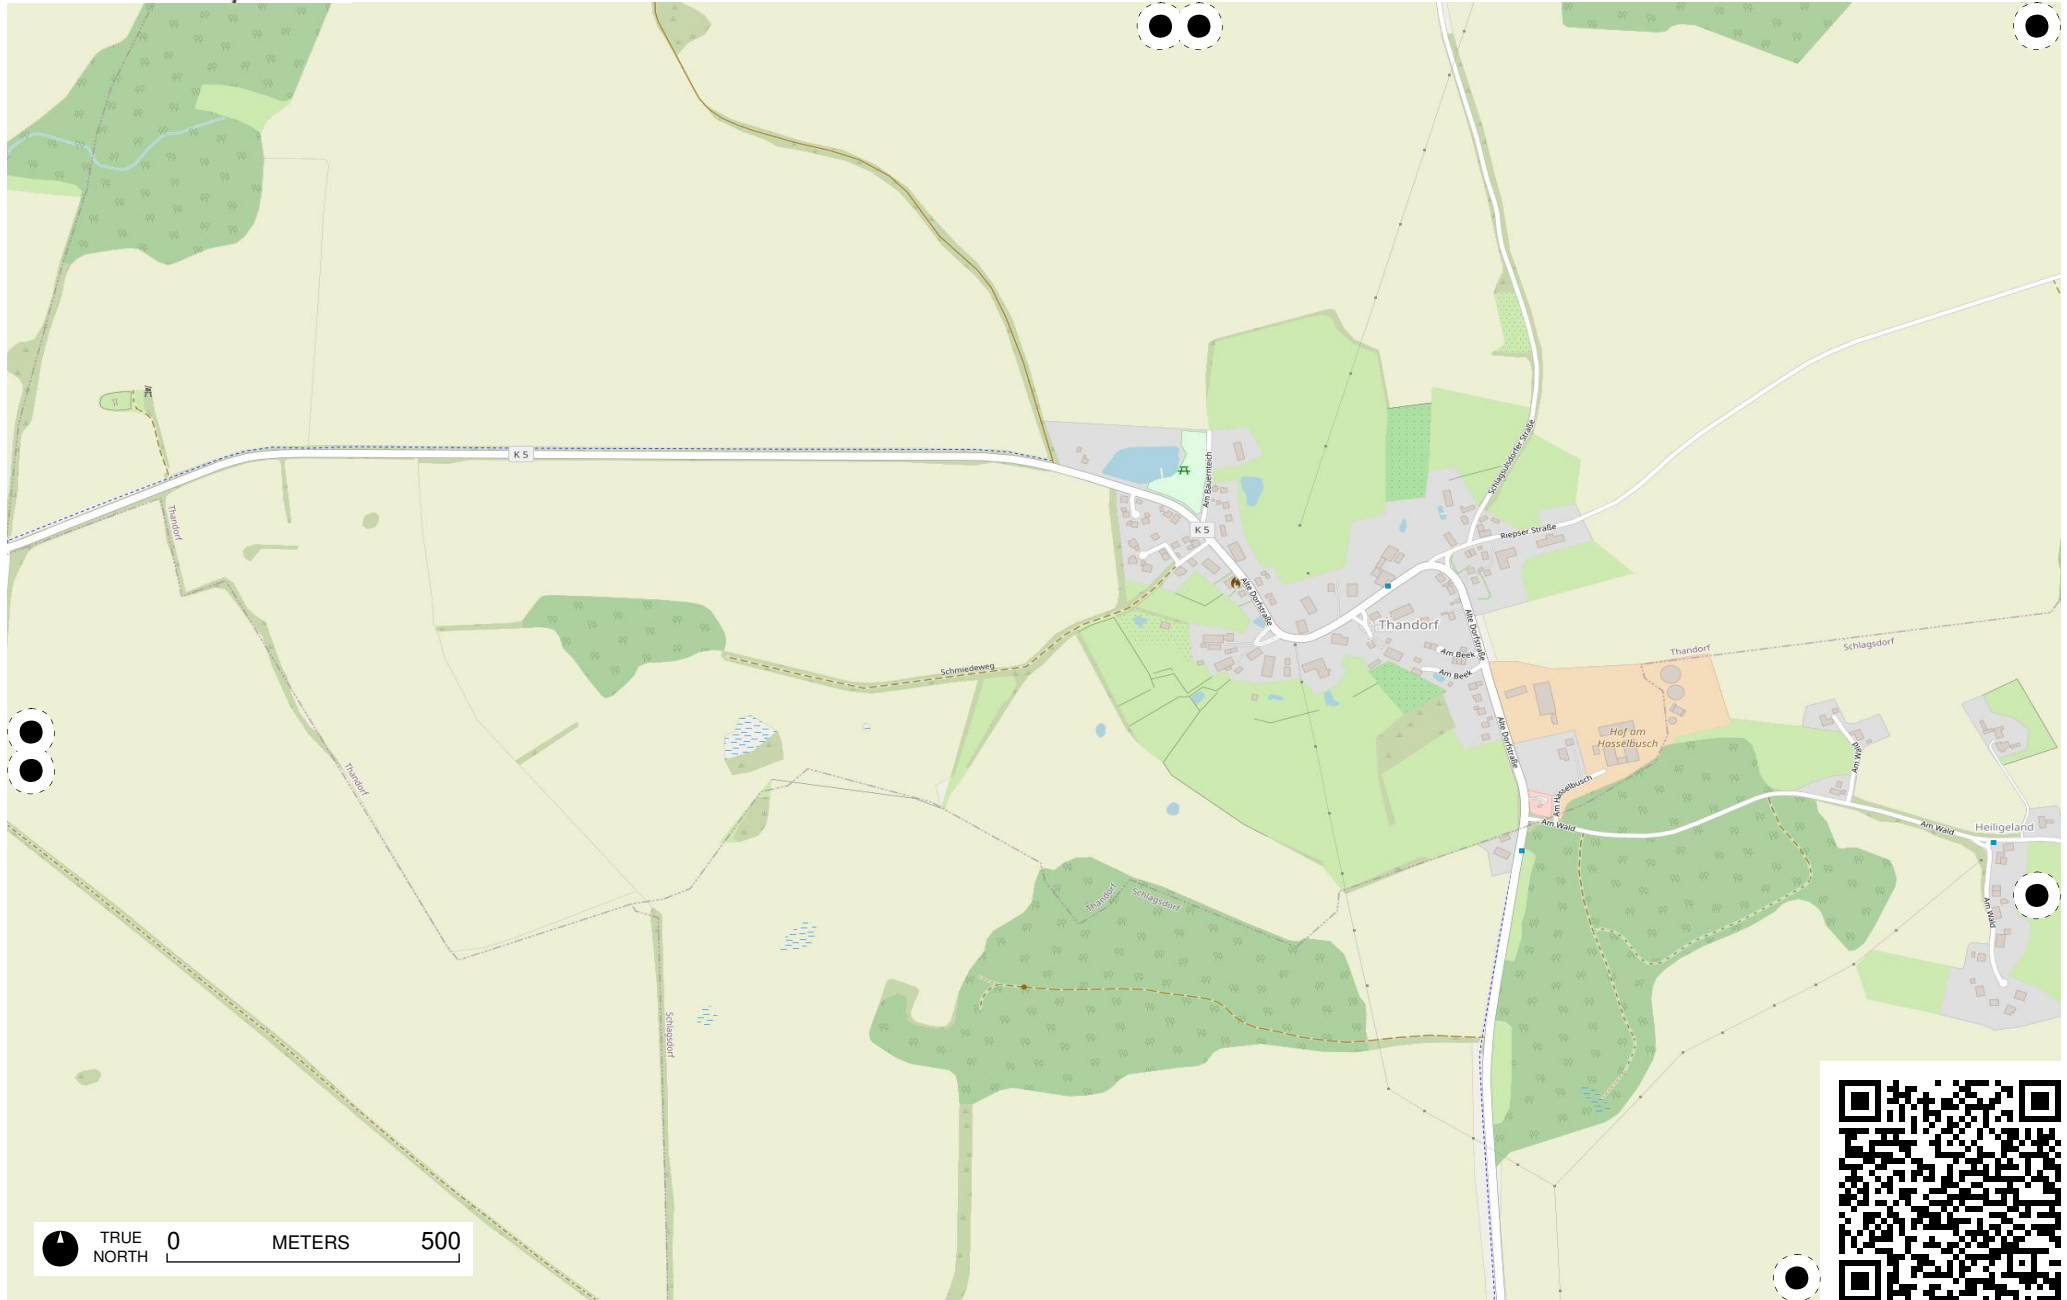 K 5
Am Bauernteich
Schlagsülsdorfer Straße
K 5
Riepser Straße
Thandorf
Alte Dorfstraße
Alte Dorfstraße
Thandorf
Am Beek
Am Beek
Schmiedeweg
Thandorf
Schlagsdorf
Alte Dorfstraße
Hof am
Hasselbusch
Am Wald
Thandorf
Am Hasselbusch
Am Wald
Am Wald
Heiligeland
Thandorf
Schlagsdorf
Am Wald
Schlagsdorf
TRUE
NORTH
0 METERS 500